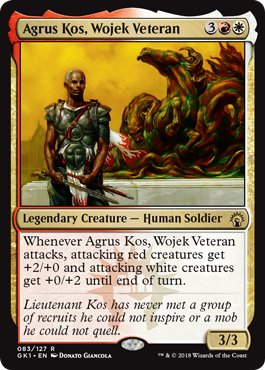 Agrus Kos, Wojek Veteran 3
Legendary Creature — Human Soldier
Whenever Agrus Kos, Wojek Veteran
attacks, attacking red creatures get
+2/+0 and attacking white creatures
get +0/+2 until end of turn.
Lieutenant Kos has never met a group
of recruits he could not inspire or a mob
he could not quell.
3/3
083/127 R
GK1 • EN Donato Giancola
™ & © 2018 Wizards of the Coast